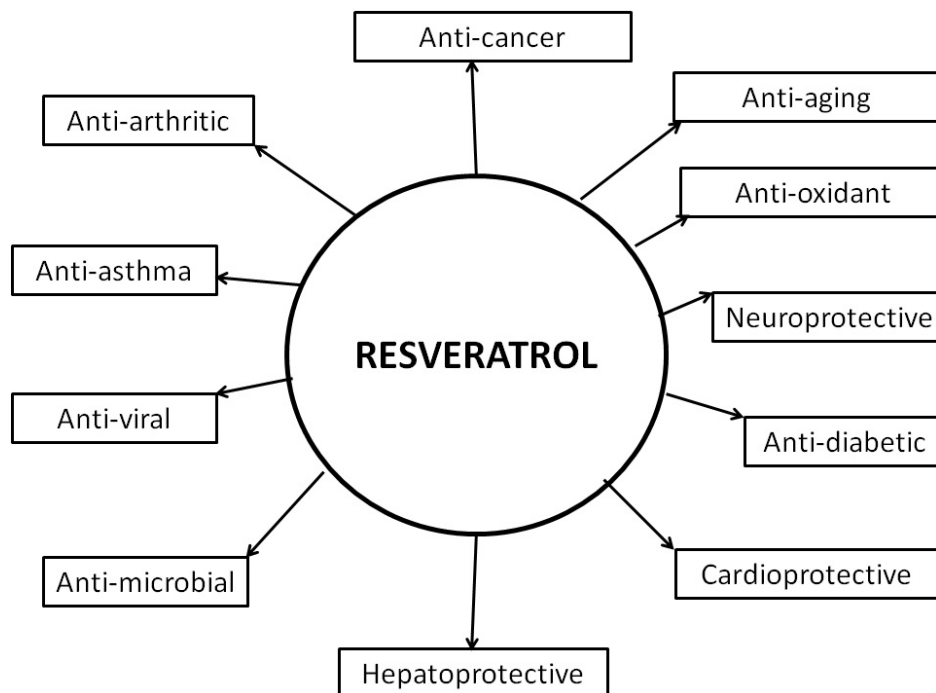 Anti-cancer
Anti-aging
Anti-arthritic
Anti-oxidant
Anti-asthma
Neuroprotective
RESVERATROL
Anti-viral
Anti-diabetic
Anti-microbial
Cardioprotective
Hepatoprotective